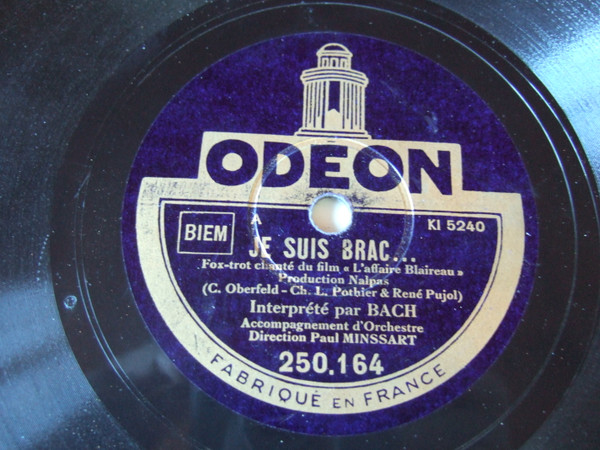 ODEON
BIEM
A
KI 5240
JE SUIS BRAC...
Fox-trot chanté du film « L'affaire Blaireau »
Production Nalpas
(C. Oberfeld - Ch. L. Pothier & René Pujol)
Interprété par BACH
Accompagnement d'Orchestre
Direction Paul MINSSART
250.164
FABRIQUÉ EN FRANCE